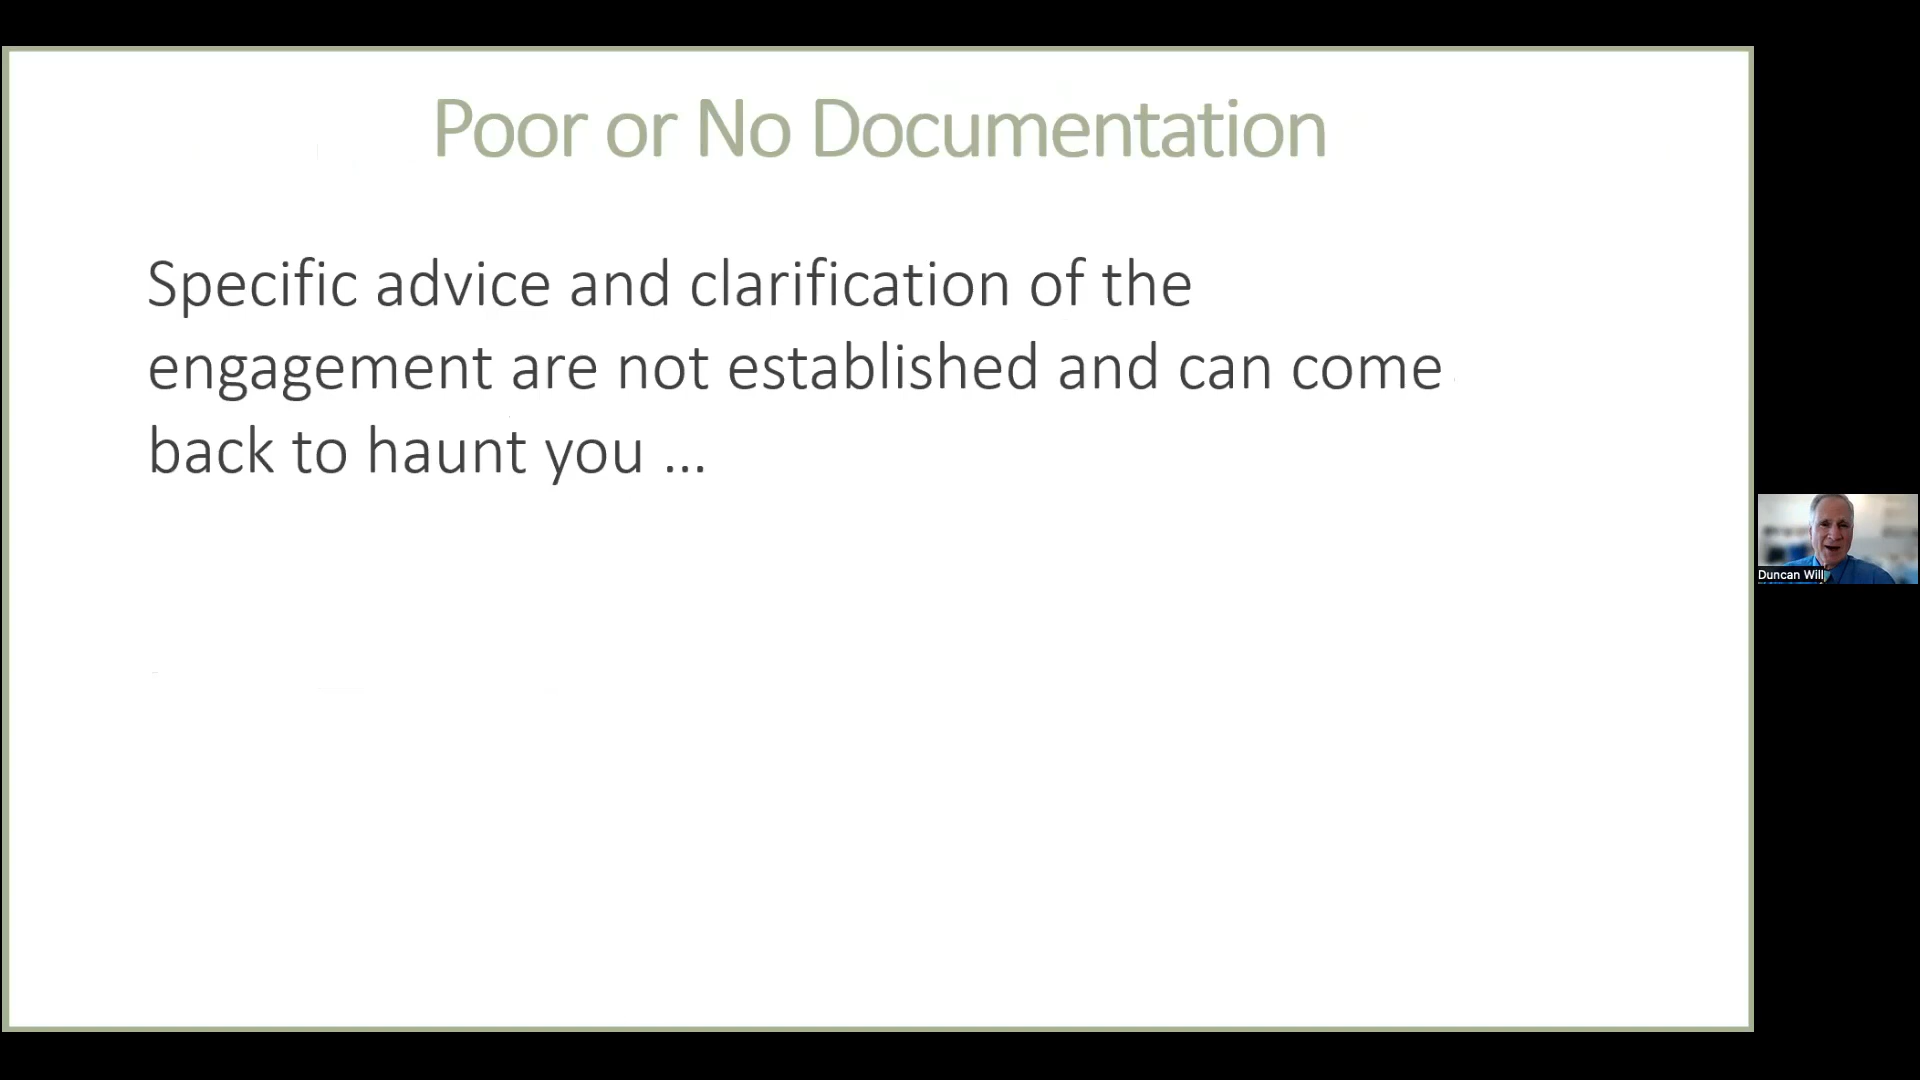 Poor or No Documentation
Specific advice and clarification of the
engagement are not established and can come
back to haunt you ...
Duncan Will